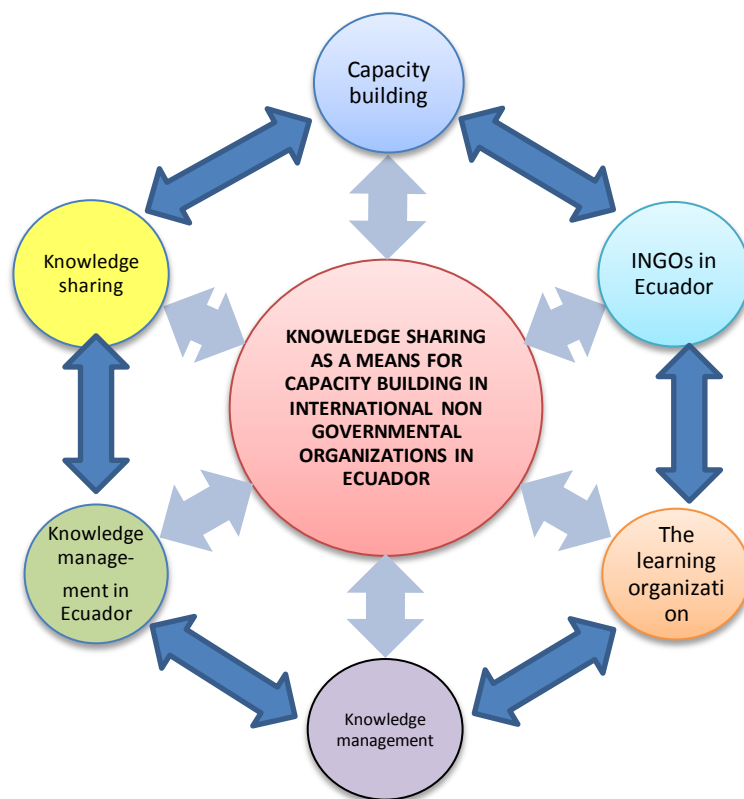 Capacity
building
Knowledge
sharing
INGOs in
Ecuador
KNOWLEDGE SHARING
AS A MEANS FOR
CAPACITY BUILDING IN
INTERNATIONAL NON
GOVERNMENTAL
ORGANIZATIONS IN
ECUADOR
Knowledge
manage-
ment in
Ecuador
The
learning
organizati
on
Knowledge
management